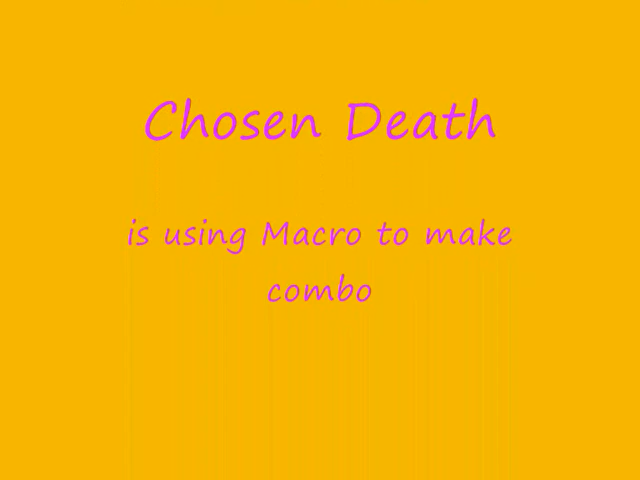 Chosen Death
is using Macro to make
combo